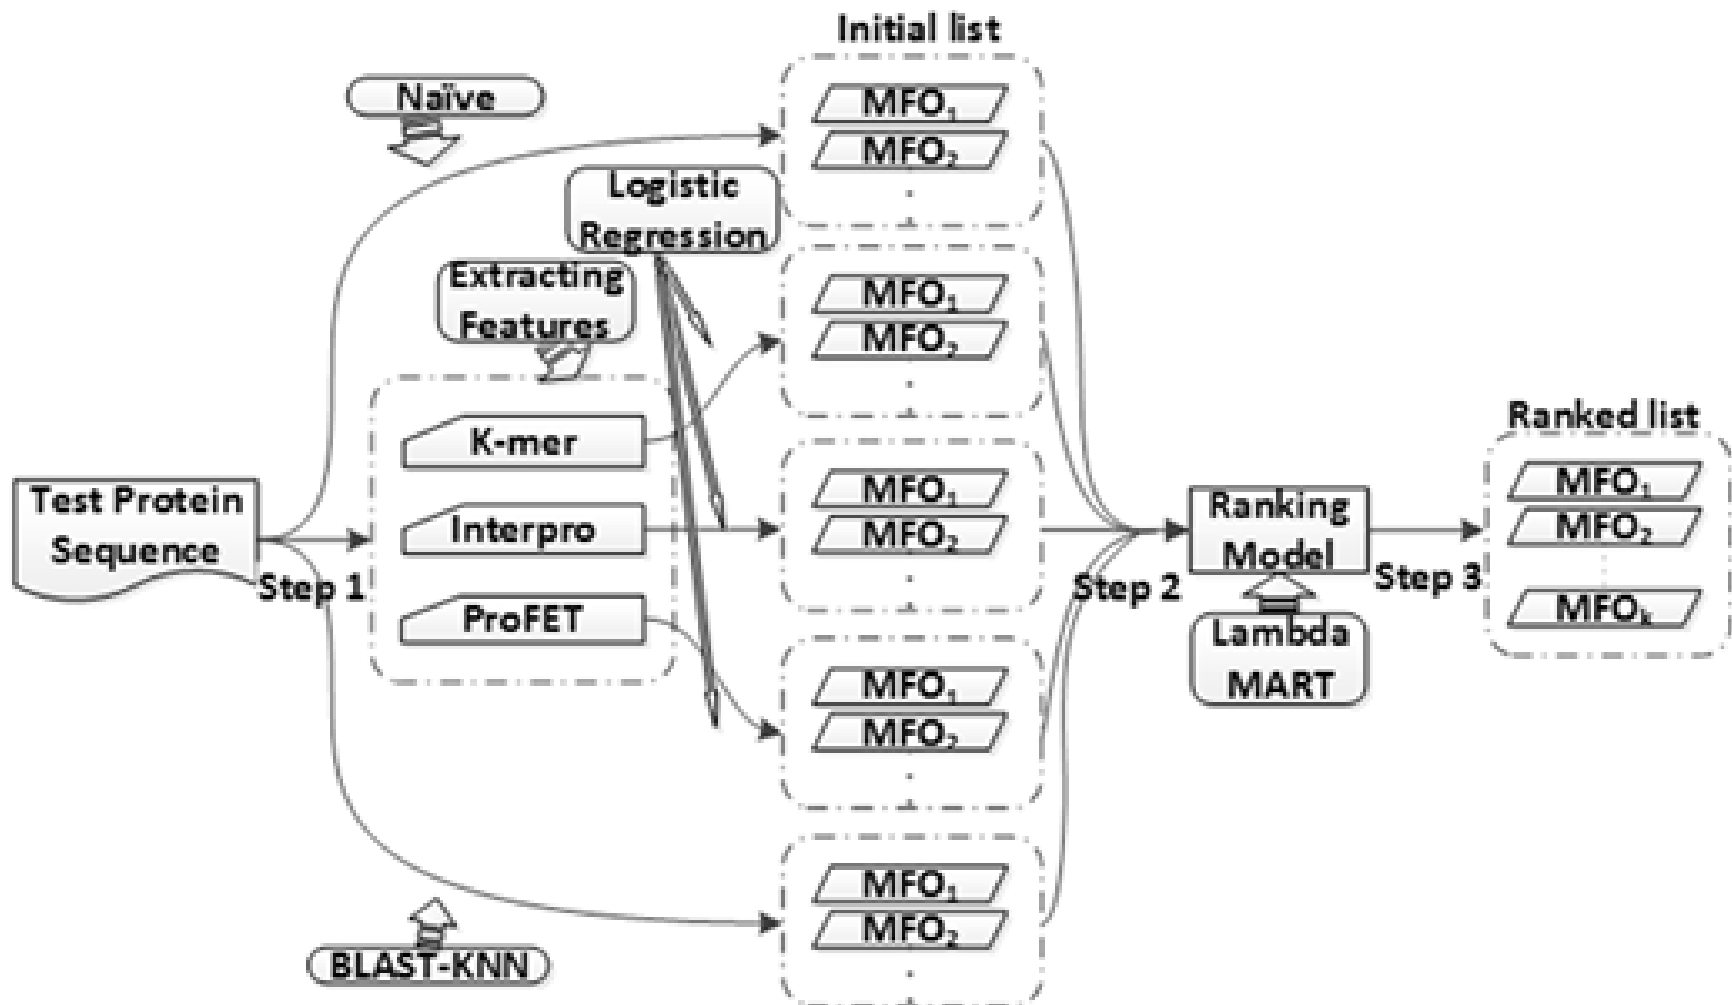 Initial list
Naïve
MFO1
MFO2
Logistic
Regression
Extracting
Features
MFO1
MFO2
K-mer
Interpro
ProFET
Test Protein
Sequence
Step 1
MFO1
MFO2
MFO1
MFO2
MFO1
MFO2
BLAST-KNN
Step 2
Ranking
Model
Lambda
MART
Step 3
Ranked list
MFO1
MFO2
MFOk